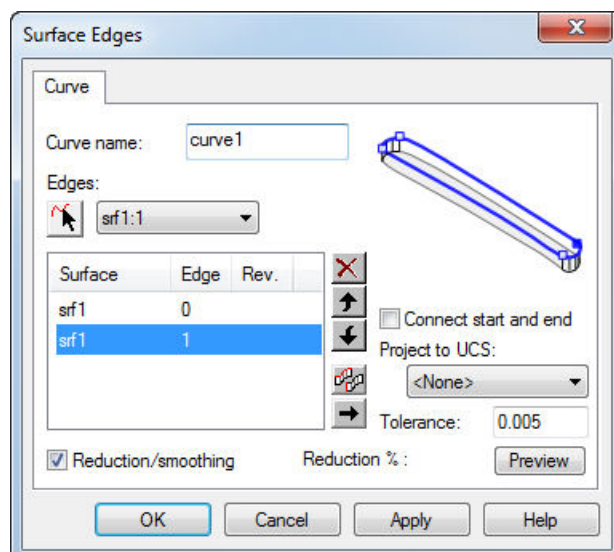 Surface Edges
Curve
Curve name: curve1
Edges:
srf1:1
Surface Edge Rev.
srf1 0
srf1 1
Connect start and end
Project to UCS:
<None>
Tolerance: 0.005
Reduction/smoothing Reduction % : Preview
OK Cancel Apply Help